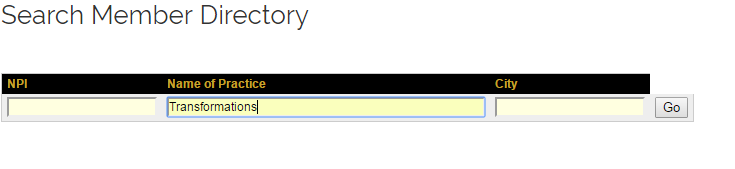 Search Member Directory
NPI Name of Practice City
Transformations Go